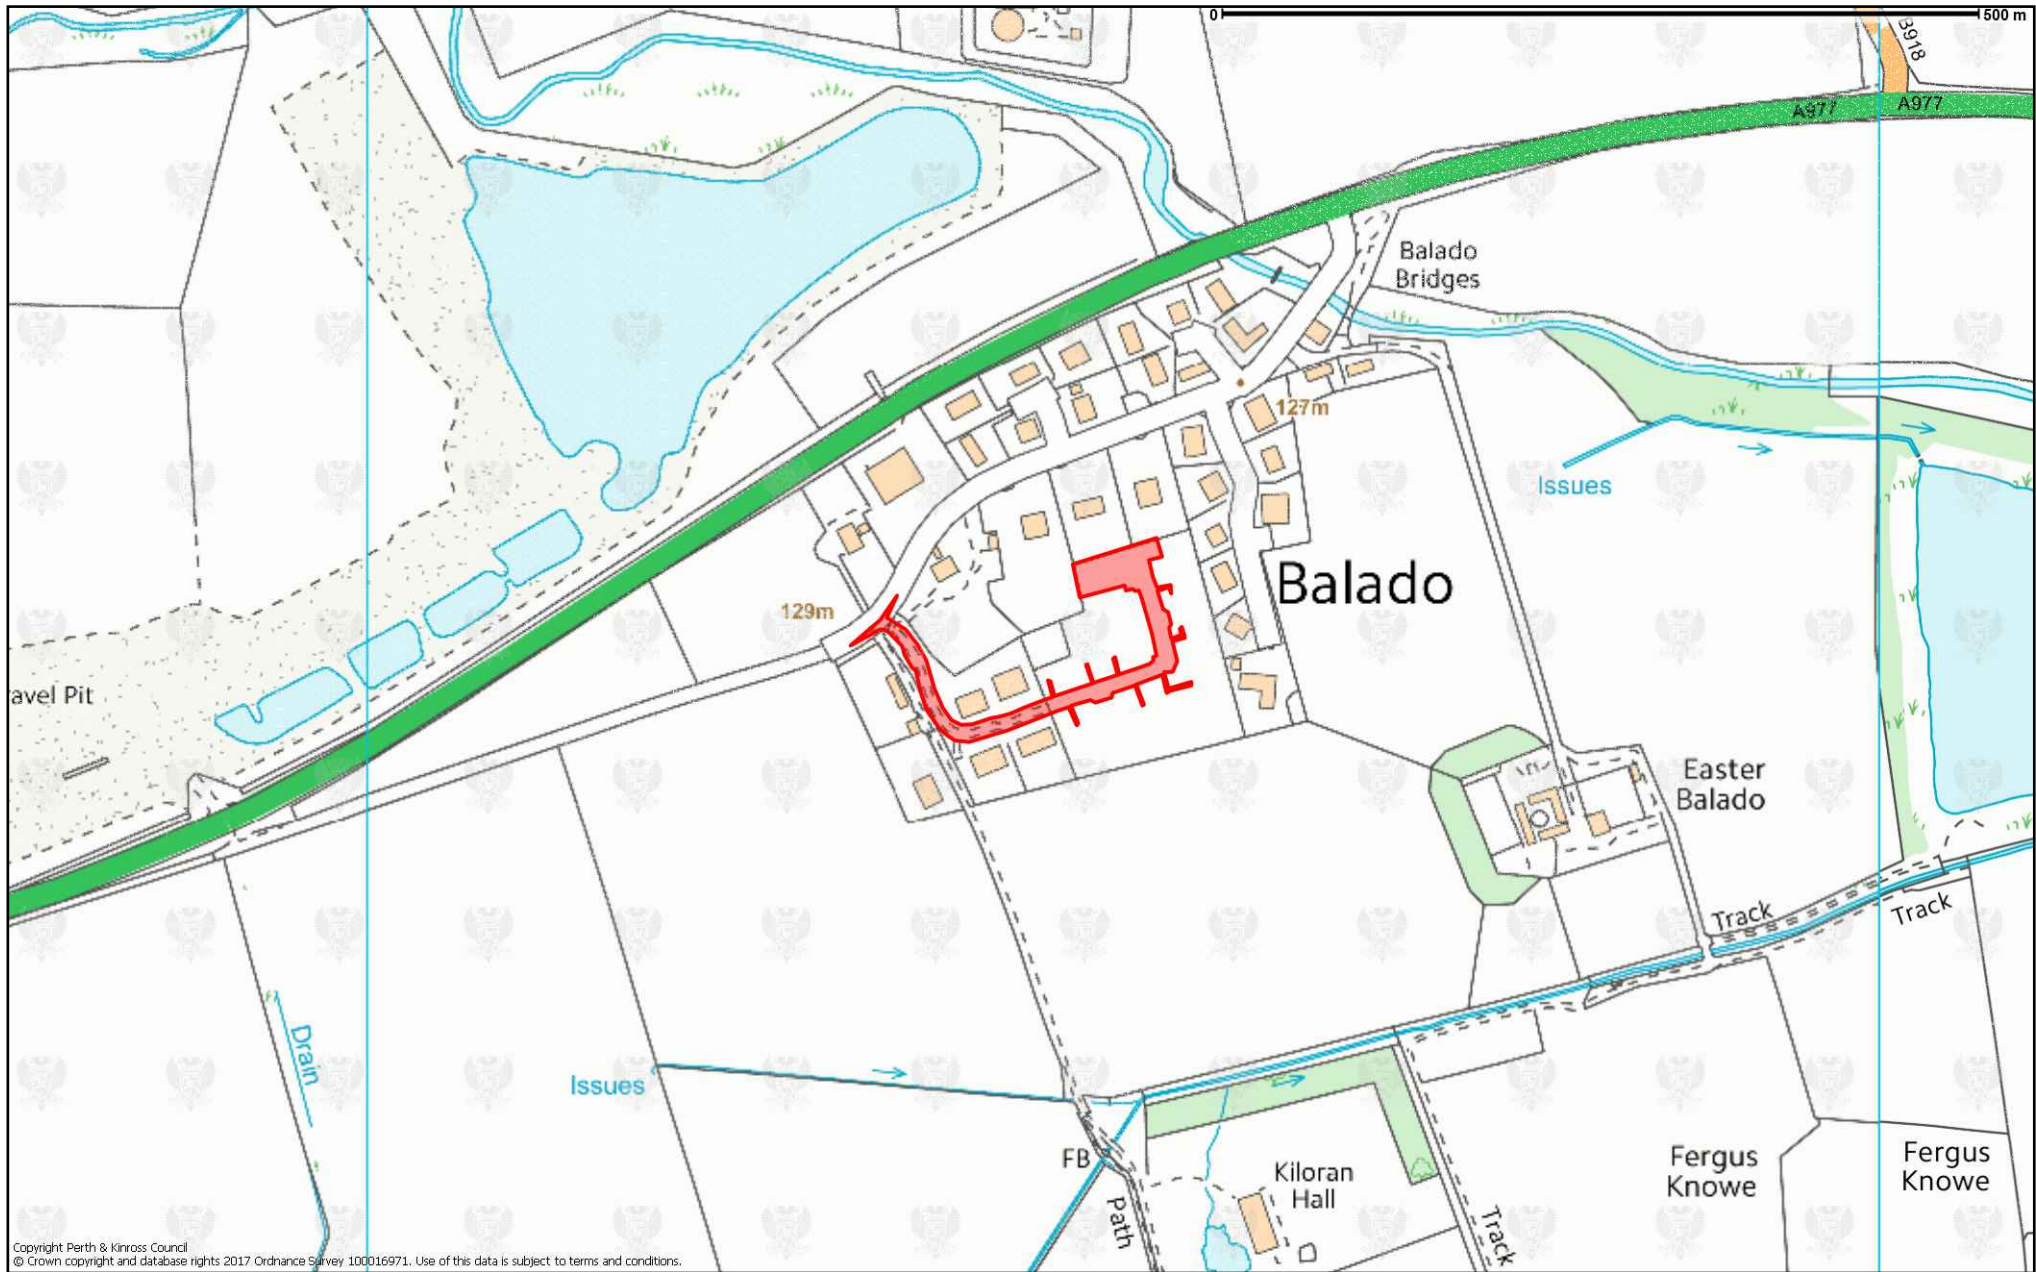 0
500 m
B918
A977
A977
Balado
Bridges
127m
Issues
Balado
129m
avel Pit
Easter
Balado
Track
Track
Drain
Issues
FB
Kiloran
Hall
Fergus
Knowe
Fergus
Knowe
Path
Track
Copyright Perth & Kinross Council
© Crown copyright and database rights 2017 Ordnance Survey 100016971. Use of this data is subject to terms and conditions.